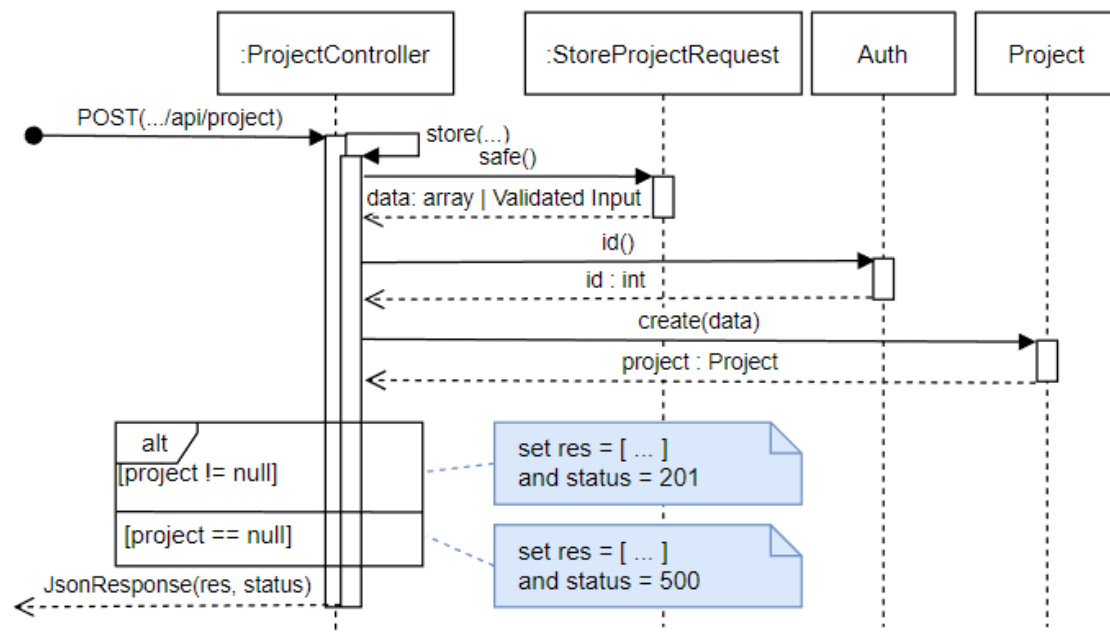 :ProjectController
:StoreProjectRequest
Auth
Project
POST(.../api/project)
store(...)
safe()
data: array | Validated Input
id()
id : int
create(data)
project : Project
alt
[project != null]
set res = [ ... ]
and status = 201
[project == null]
set res = [ ... ]
and status = 500
JsonResponse(res, status)